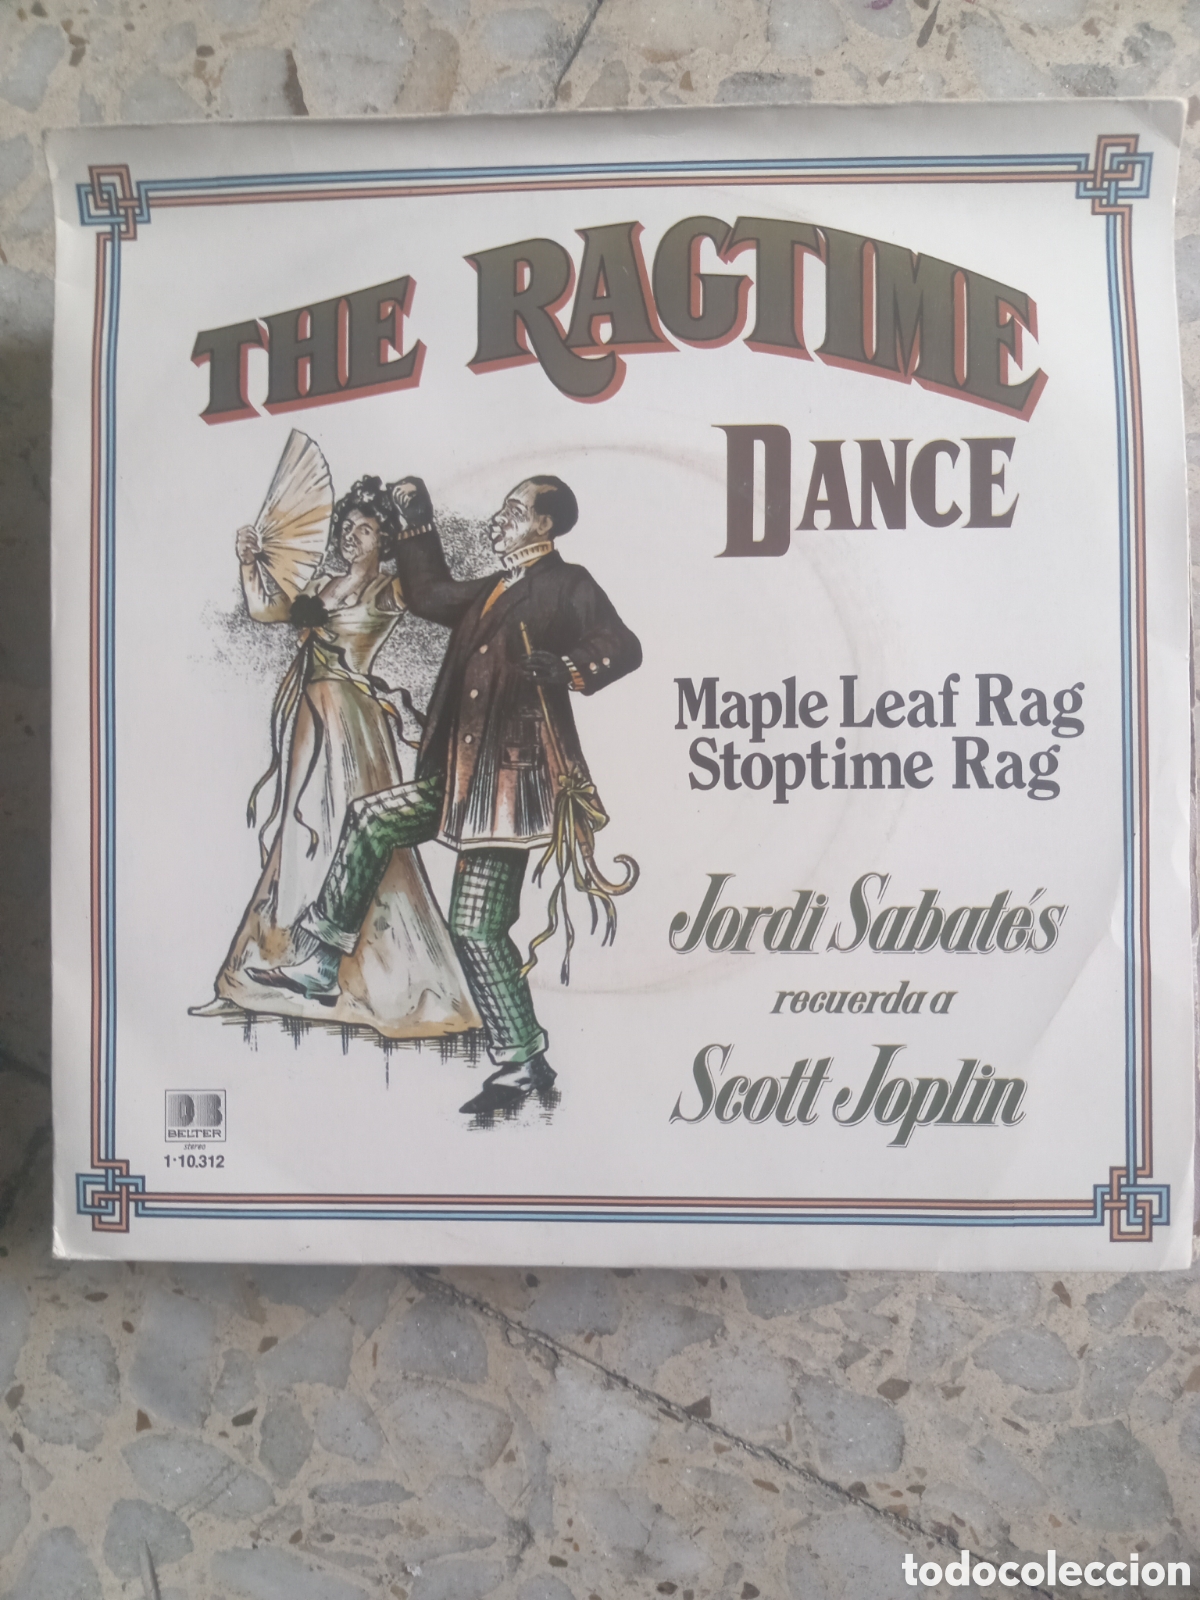 THE RAGTIME
DANCE
Maple Leaf Rag
Stoptime Rag
Jordi Sabatés
recuerda a
Scott Joplin
DB
BELTER
stereo
1-10.312
todocoleccion